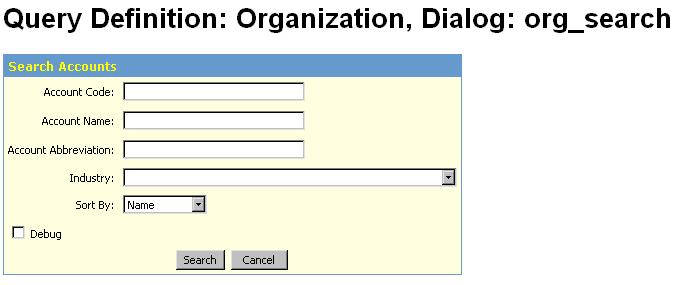 Query Definition: Organization, Dialog: org_search
Search Accounts
Account Code:
Account Name:
Account Abbreviation:
Industry:
Sort By: Name
Debug
Search Cancel